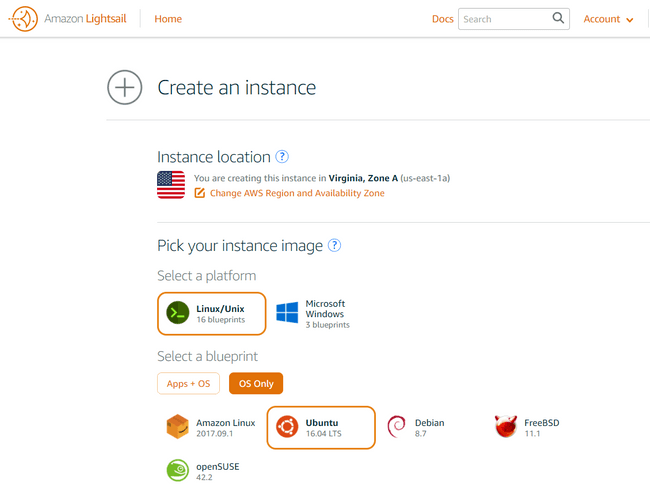 Amazon Lightsail
Home
Docs
Search
Account
Create an instance
Instance location ?
You are creating this instance in Virginia, Zone A (us-east-1a)
Change AWS Region and Availability Zone
Pick your instance image ?
Select a platform
Linux/Unix
16 blueprints
Microsoft
Windows
3 blueprints
Select a blueprint
Apps + OS
OS Only
Amazon Linux
2017.09.1
Ubuntu
16.04 LTS
Debian
8.7
FreeBSD
11.1
openSUSE
42.2